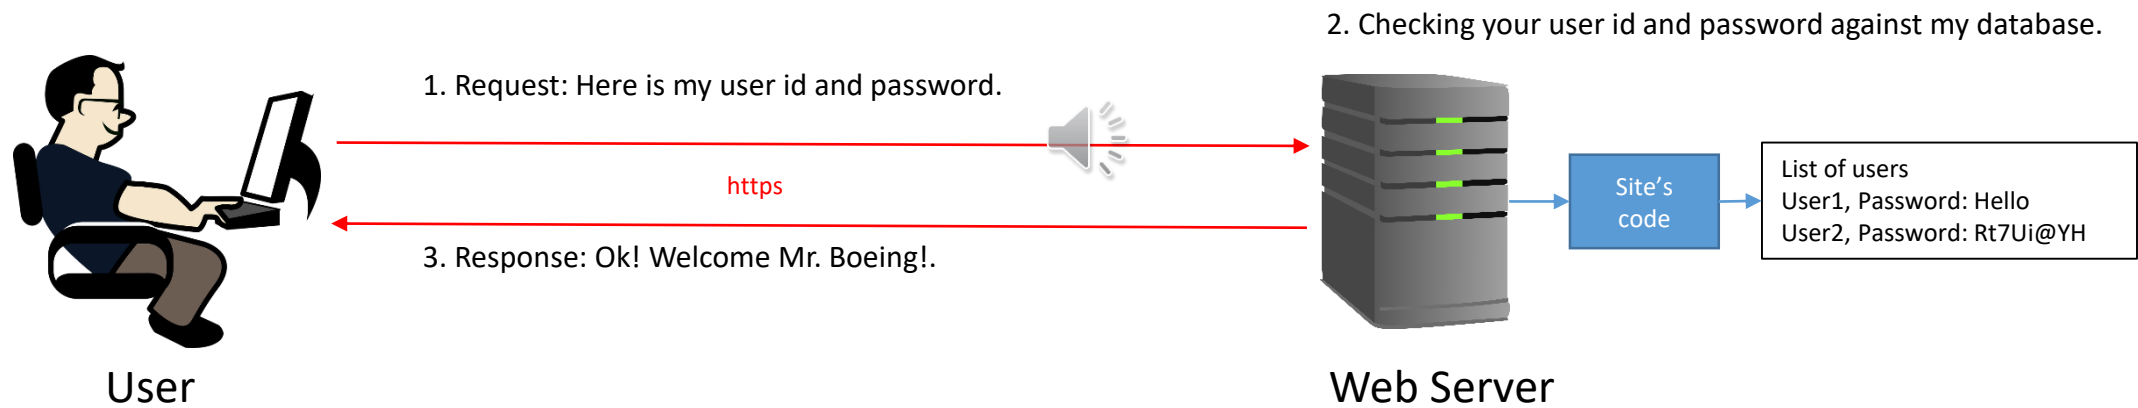 2. Checking your user id and password against my database.
1. Request: Here is my user id and password.
https
Site's
code
List of users
User1, Password: Hello
User2, Password: Rt7Ui@YH
3. Response: Ok! Welcome Mr. Boeing!.
User
Web Server